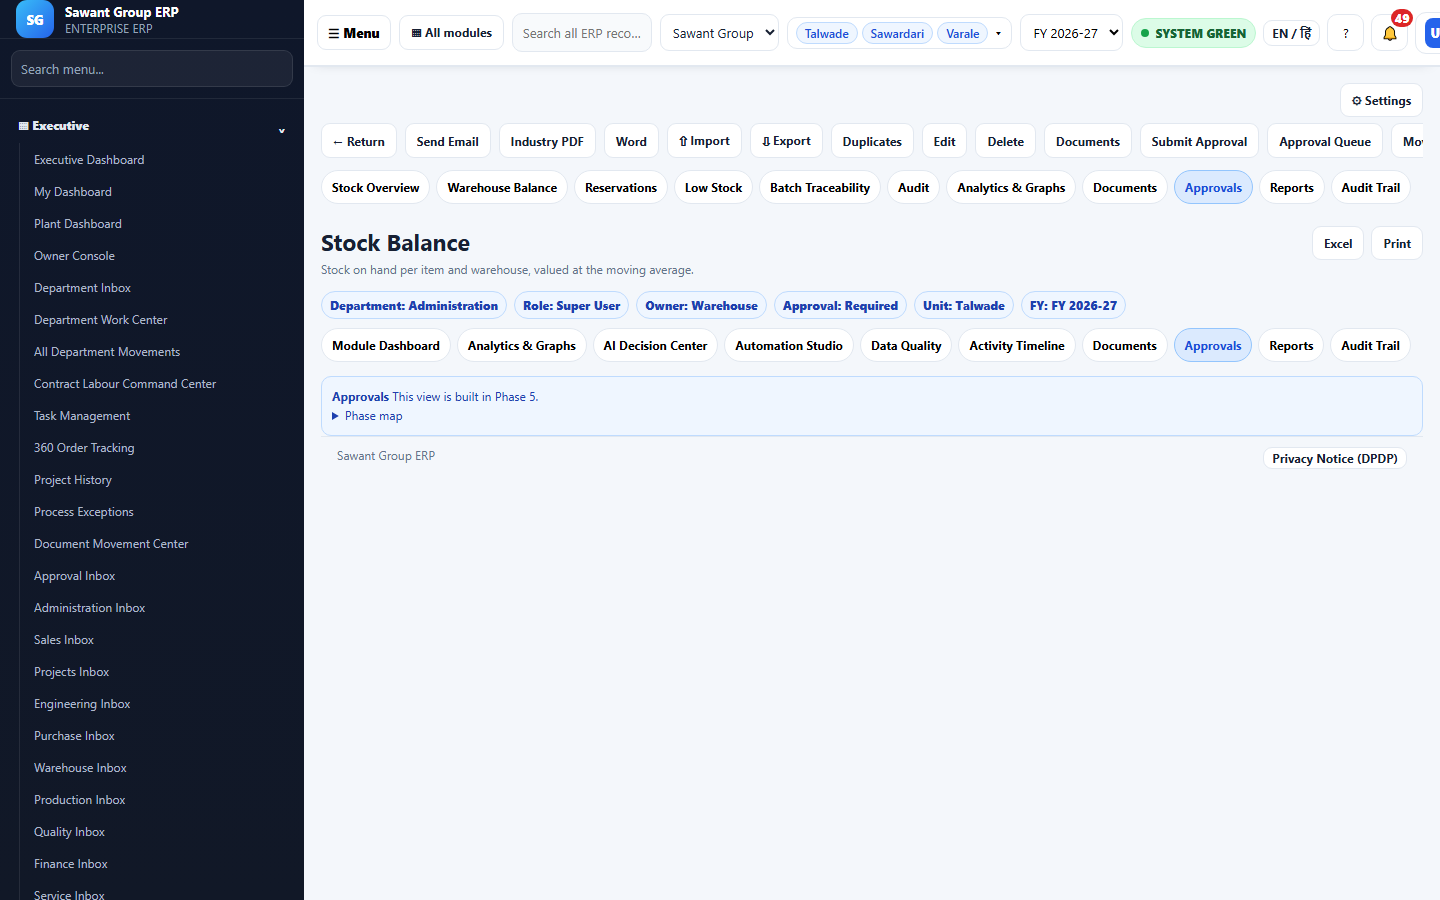 SG Sawant Group ERP
ENTERPRISE ERP
Search menu...
Executive
Executive Dashboard
My Dashboard
Plant Dashboard
Owner Console
Department Inbox
Department Work Center
All Department Movements
Contract Labour Command Center
Task Management
360 Order Tracking
Project History
Process Exceptions
Document Movement Center
Approval Inbox
Administration Inbox
Sales Inbox
Projects Inbox
Engineering Inbox
Purchase Inbox
Warehouse Inbox
Production Inbox
Quality Inbox
Finance Inbox
Service Inbox
☰ Menu All modules Search all ERP reco... Sawant Group Talwade Sawardari Varale FY 2026-27 SYSTEM GREEN EN / हिं ? 49 U
⚙ Settings
← Return Send Email Industry PDF Word ⇧ Import ⇩ Export Duplicates Edit Delete Documents Submit Approval Approval Queue Mov
Stock Overview Warehouse Balance Reservations Low Stock Batch Traceability Audit Analytics & Graphs Documents Approvals Reports Audit Trail
Stock Balance Excel Print
Stock on hand per item and warehouse, valued at the moving average.
Department: Administration Role: Super User Owner: Warehouse Approval: Required Unit: Talwade FY: FY 2026-27
Module Dashboard Analytics & Graphs AI Decision Center Automation Studio Data Quality Activity Timeline Documents Approvals Reports Audit Trail
Approvals This view is built in Phase 5.
▶ Phase map
Sawant Group ERP Privacy Notice (DPDP)